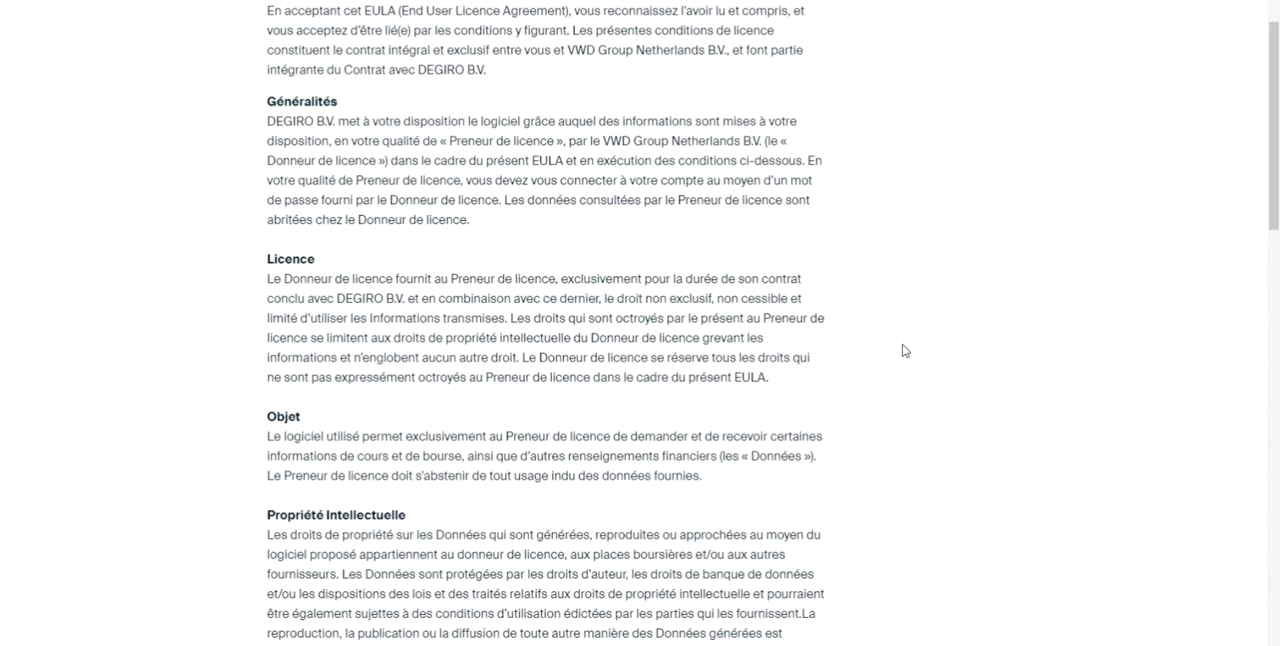 En acceptant cet EULA (End User Licence Agreement), vous reconnaissez l'avoir lu et compris, et
vous acceptez d'être lié(e) par les conditions y figurant. Les présentes conditions de licence
constituent le contrat intégral et exclusif entre vous et VWD Group Netherlands B.V., et font partie
intégrante du Contrat avec DEGIRO B.V.
Généralités
DEGIRO B.V. met à votre disposition le logiciel grâce auquel des informations sont mises à votre
disposition, en votre qualité de « Preneur de licence », par le VWD Group Netherlands B.V. (le «
Donneur de licence ») dans le cadre du présent EULA et en exécution des conditions ci-dessous. En
votre qualité de Preneur de licence, vous devez vous connecter à votre compte au moyen d'un mot
de passe fourni par le Donneur de licence. Les données consultées par le Preneur de licence sont
abritées chez le Donneur de licence.
Licence
Le Donneur de licence fournit au Preneur de licence, exclusivement pour la durée de son contrat
conclu avec DEGIRO B.V. et en combinaison avec ce dernier, le droit non exclusif, non cessible et
limité d'utiliser les Informations transmises. Les droits qui sont octroyés par le présent au Preneur de
licence se limitent aux droits de propriété intellectuelle du Donneur de licence grevant les
informations et n'englobent aucun autre droit. Le Donneur de licence se réserve tous les droits qui
ne sont pas expressément octroyés au Preneur de licence dans le cadre du présent EULA.
Objet
Le logiciel utilisé permet exclusivement au Preneur de licence de demander et de recevoir certaines
informations de cours et de bourse, ainsi que d'autres renseignements financiers (les « Données »).
Le Preneur de licence doit s'abstenir de tout usage indu des données fournies.
Propriété Intellectuelle
Les droits de propriété sur les Données qui sont générées, reproduites ou approchées au moyen du
logiciel proposé appartiennent au donneur de licence, aux places boursières et/ou aux autres
fournisseurs. Les Données sont protégées par les droits d'auteur, les droits de banque de données
et/ou les dispositions des lois et des traités relatifs aux droits de propriété intellectuelle et pourraient
être également sujettes à des conditions d'utilisation édictées par les parties qui les fournissent.La
reproduction, la publication ou la diffusion de toute autre manière des Données générées est